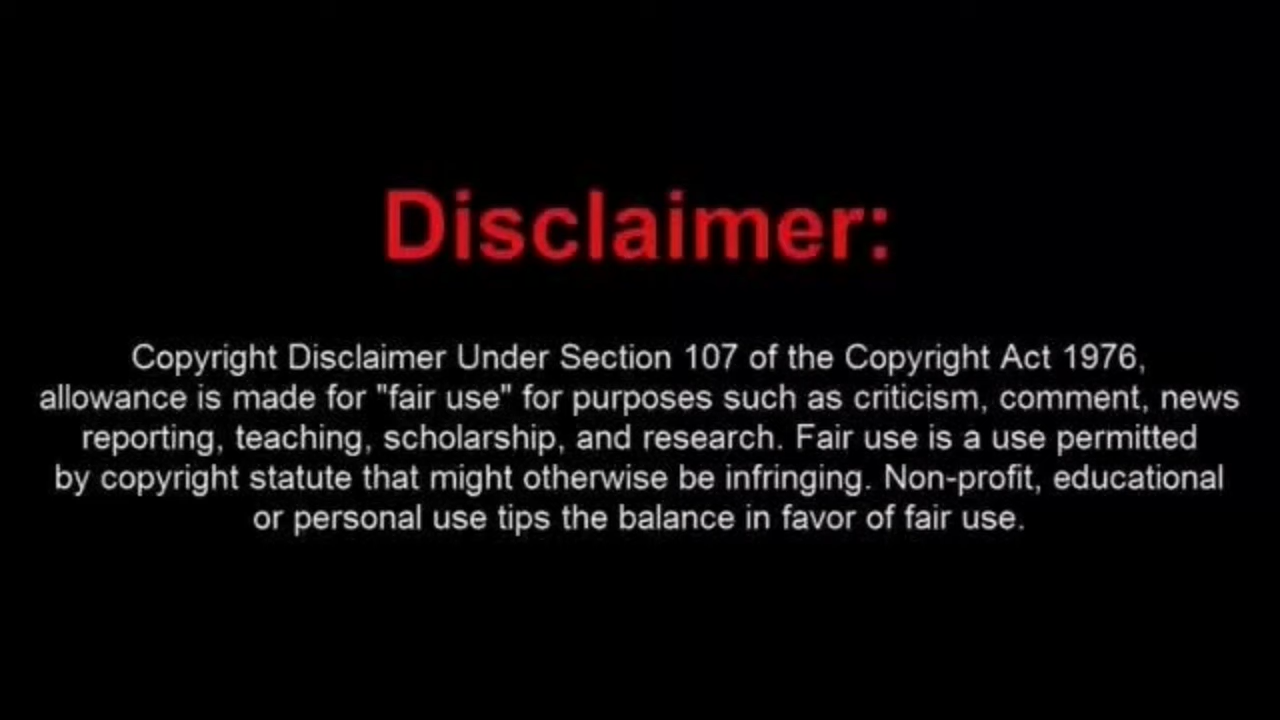 Disclaimer:
Copyright Disclaimer Under Section 107 of the Copyright Act 1976,
allowance is made for "fair use" for purposes such as criticism, comment, news
reporting, teaching, scholarship, and research. Fair use is a use permitted
by copyright statute that might otherwise be infringing. Non-profit, educational
or personal use tips the balance in favor of fair use.